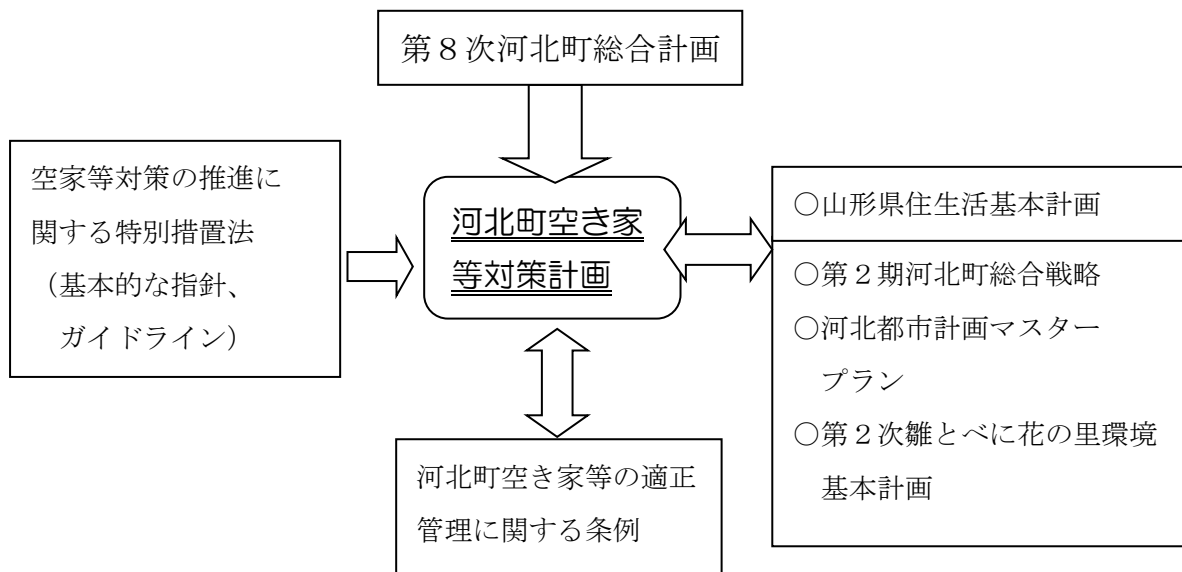 第８次河北町総合計画
空家等対策の推進に
関する特別措置法
（基本的な指針、
ガイドライン）
河北町空き家
等対策計画
○山形県住生活基本計画
○第２期河北町総合戦略
○河北都市計画マスター
プラン
○第２次雛とべに花の里環境
基本計画
河北町空き家等の適正
管理に関する条例